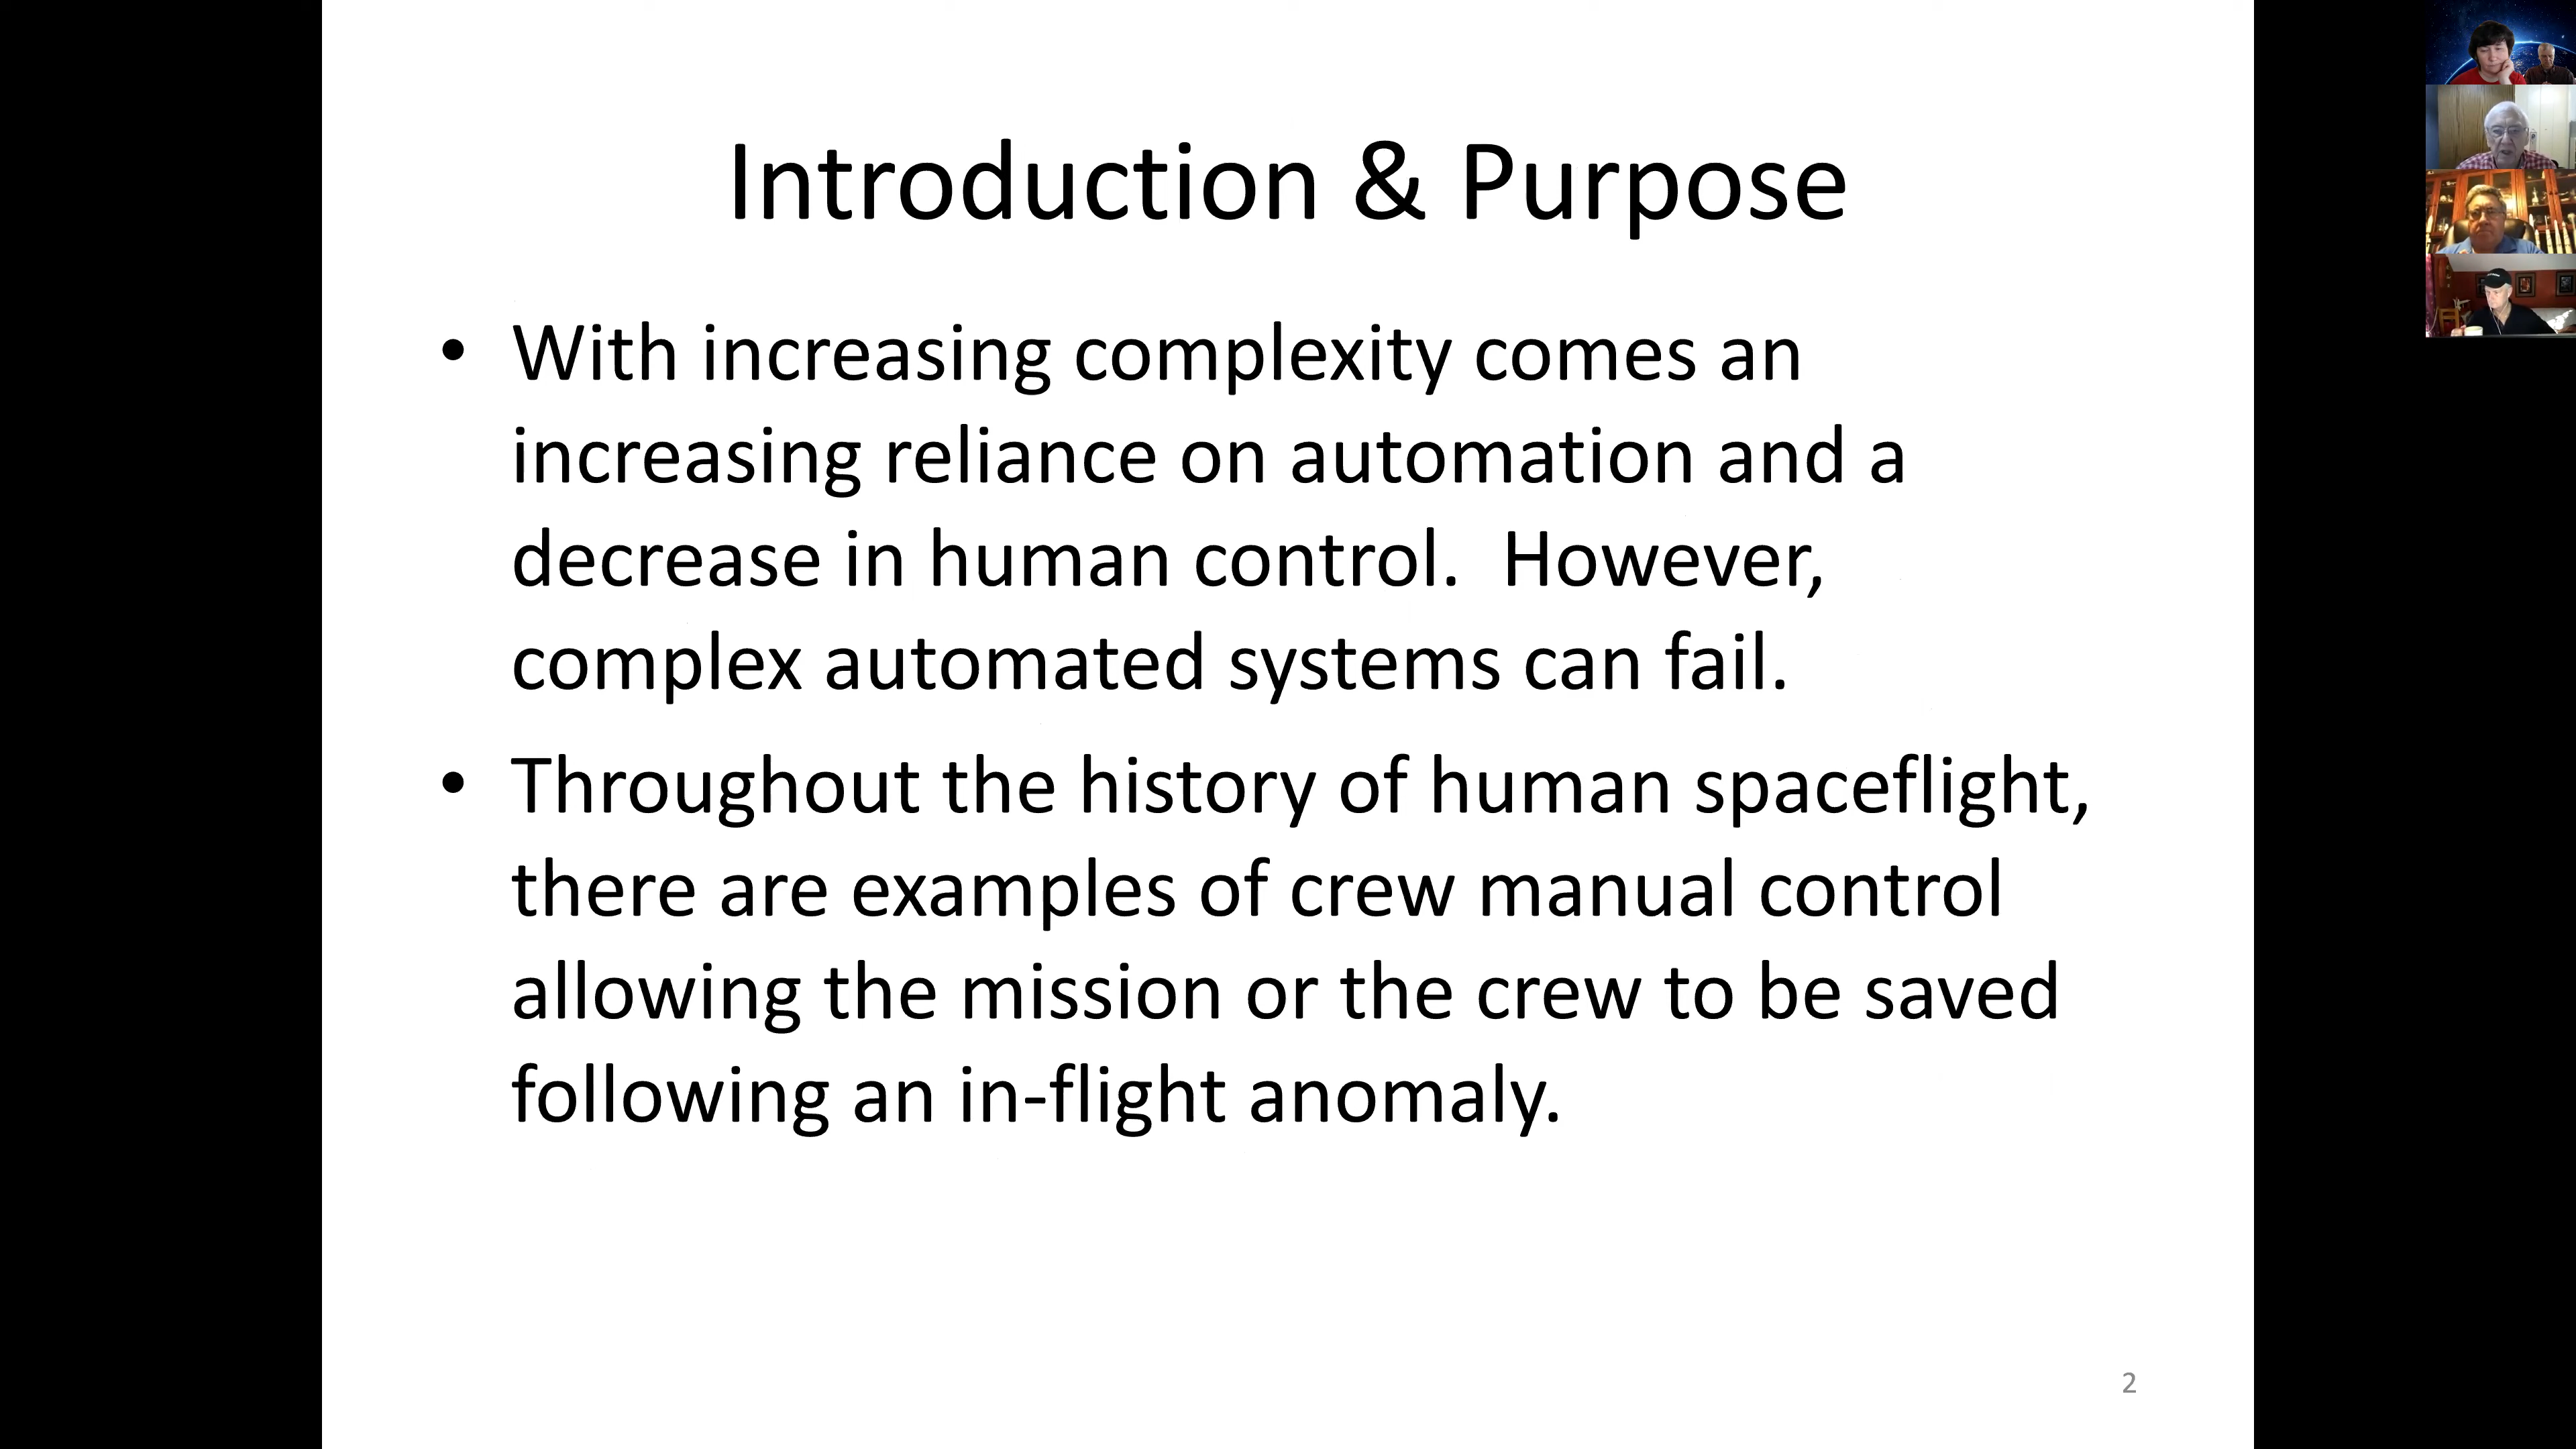 Introduction & Purpose
• With increasing complexity comes an
increasing reliance on automation and a
decrease in human control.  However,
complex automated systems can fail.
• Throughout the history of human spaceflight,
there are examples of crew manual control
allowing the mission or the crew to be saved
following an in-flight anomaly.
2